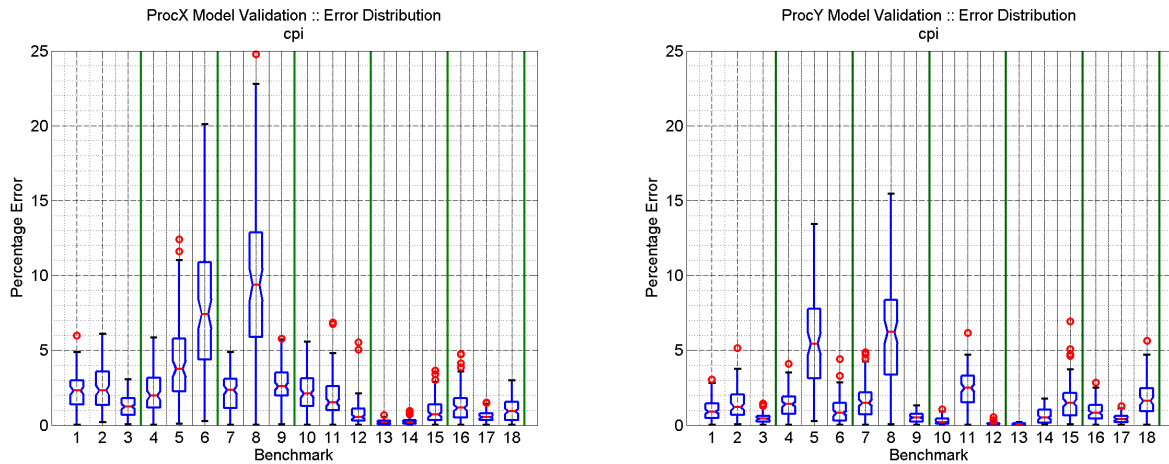 ProcX Model Validation :: Error Distribution
cpi
25
20
15
10
5
0
Percentage Error
1 2 3 4 5 6 7 8 9 10 11 12 13 14 15 16 17 18
Benchmark
ProcY Model Validation :: Error Distribution
cpi
25
20
15
10
5
0
Percentage Error
1 2 3 4 5 6 7 8 9 10 11 12 13 14 15 16 17 18
Benchmark